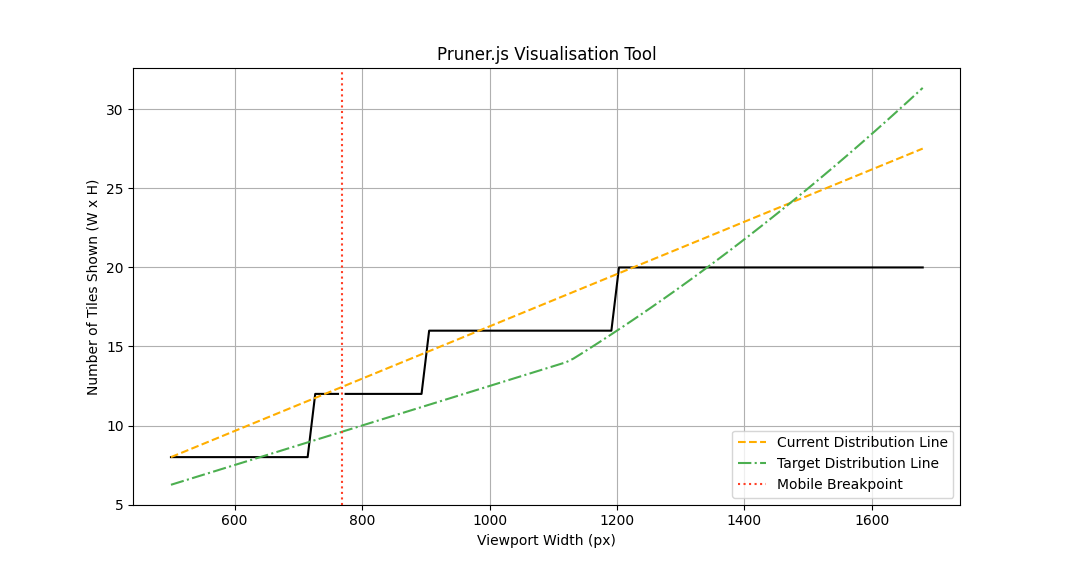 Pruner.js Visualisation Tool
Number of Tiles Shown (W x H)
30
25
20
15
10
5
600
800
1000
1200
1400
1600
Viewport Width (px)
Current Distribution Line
Target Distribution Line
Mobile Breakpoint